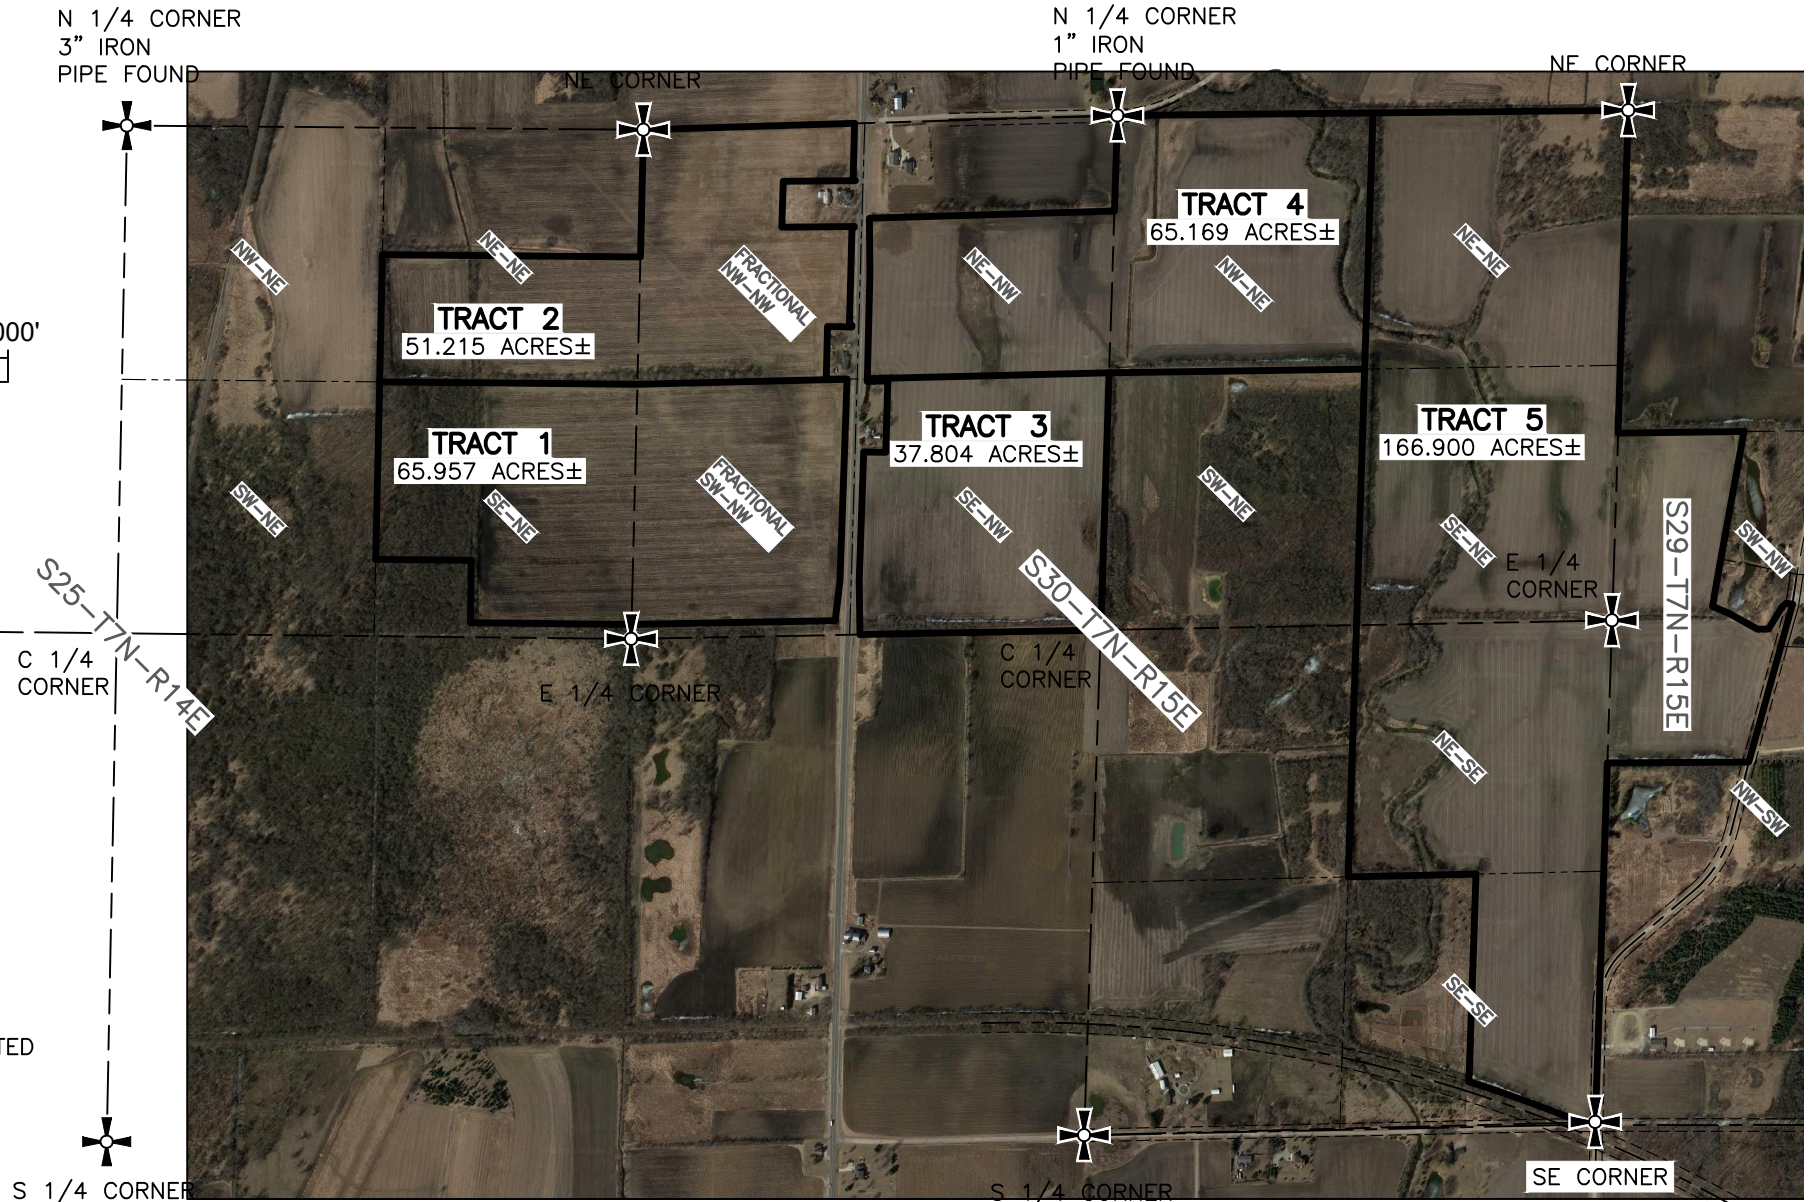 N 1/4 CORNER
3" IRON
PIPE FOUND
N 1/4 CORNER
1" IRON
PIPE FOUND
NE CORNER
NE CORNER
TRACT 4
65.169 ACRES±
NW-NE
NE-NE
FRACTIONAL
NW-NW
NE-NW
NW-NE
NE-NE
000'
TRACT 2
51.215 ACRES±
TRACT 1
65.957 ACRES±
TRACT 3
37.804 ACRES±
TRACT 5
166.900 ACRES±
SW-NE
SE-NE
FRACTIONAL
SW-NW
SE-NW
SW-NE
SE-NE
SW-NW
E 1/4
CORNER
S25-T7N-R14E
S30-T7N-R15E
S29-T7N-R15E
C 1/4
CORNER
E 1/4 CORNER
C 1/4
CORNER
NE-SE
NW-SW
SE-SE
TED
S 1/4 CORNER
S 1/4 CORNER
SE CORNER